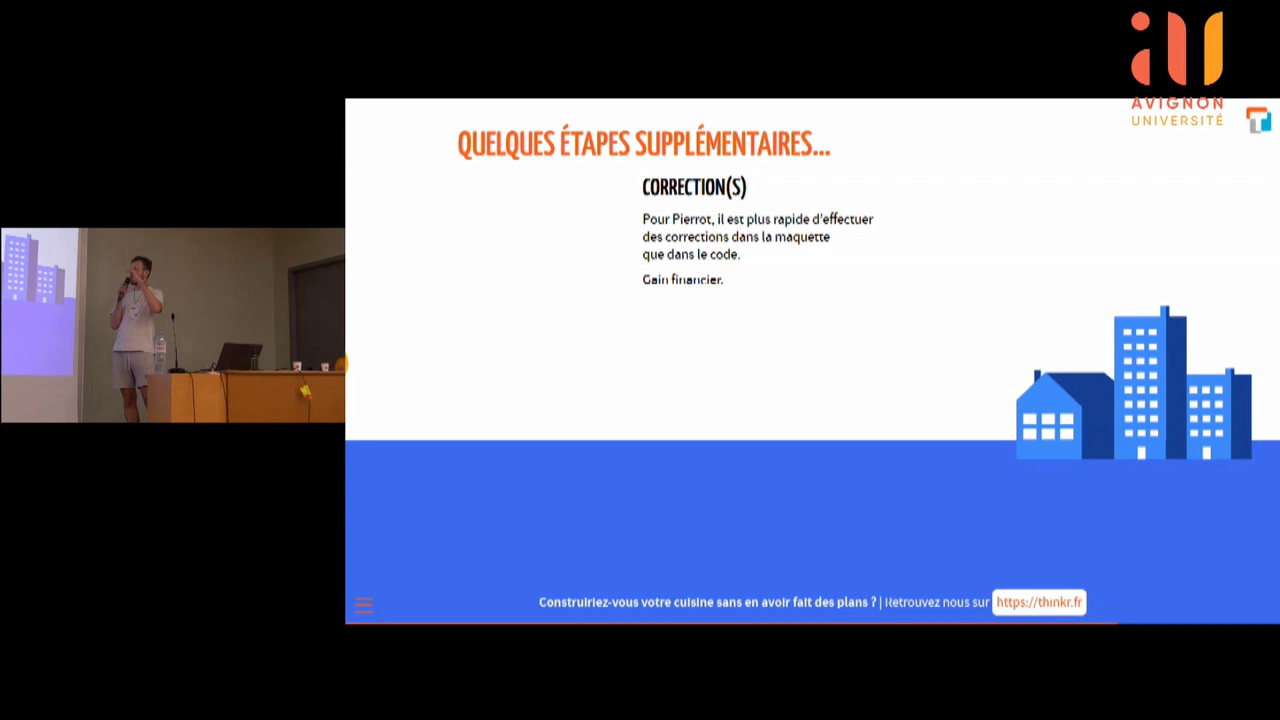 AVIGNON
UNIVERSITÉ
QUELQUES ÉTAPES SUPPLÉMENTAIRES...
CORRECTION(S)
Pour Pierrot, il est plus rapide d'effectuer
des corrections dans la maquette
que dans le code.
Gain financier.
Construiriez-vous votre cuisine sans en avoir fait des plans ? | Retrouvez nous sur https://thinkr.fr